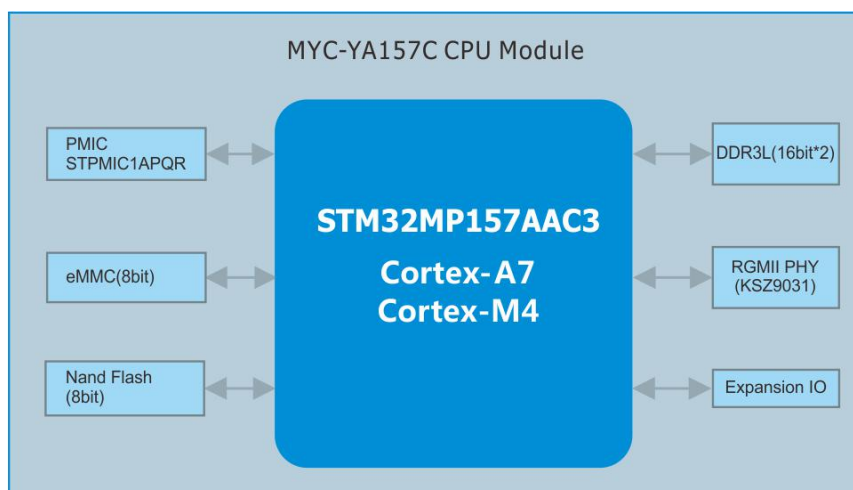 MYC-YA157C CPU Module
PMIC
STPMIC1APQR
eMMC(8bit)
Nand Flash
(8bit)
STM32MP157AAC3
Cortex-A7
Cortex-M4
DDR3L(16bit*2)
RGMII PHY
(KSZ9031)
Expansion IO